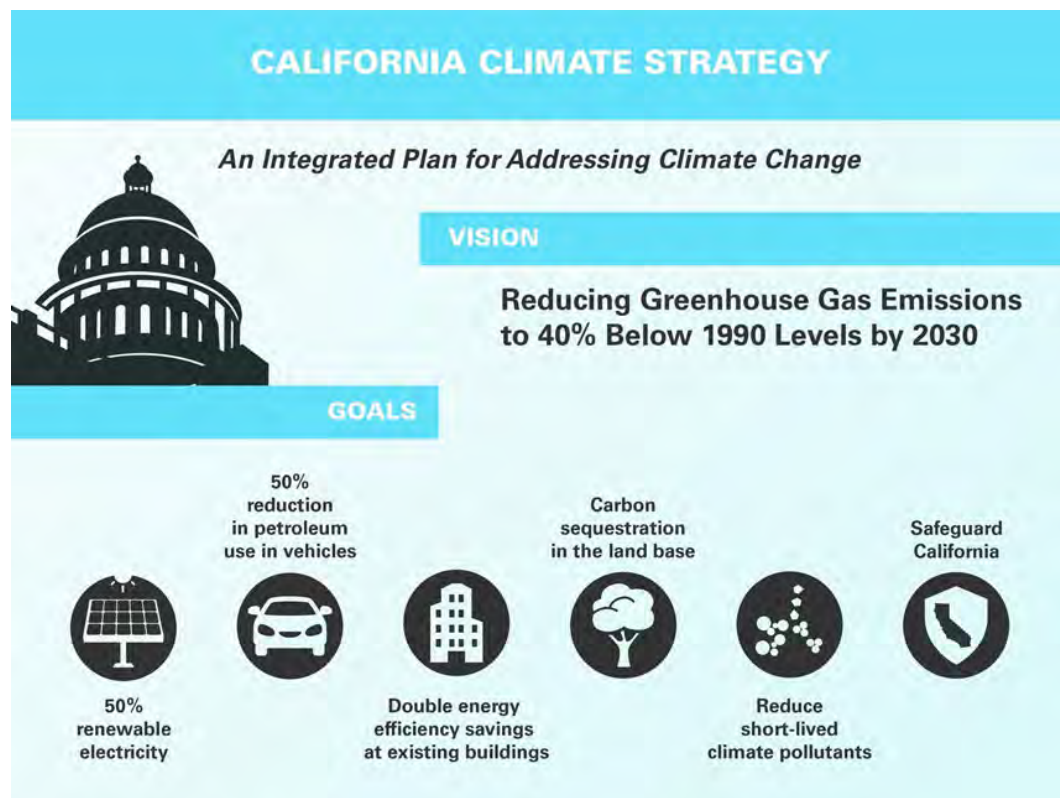 CALIFORNIA CLIMATE STRATEGY
An Integrated Plan for Addressing Climate Change
VISION
Reducing Greenhouse Gas Emissions
to 40% Below 1990 Levels by 2030
GOALS
50%
renewable
electricity
50%
reduction
in petroleum
use in vehicles
Double energy
efficiency savings
at existing buildings
Carbon
sequestration
in the land base
Reduce
short-lived
climate pollutants
Safeguard
California